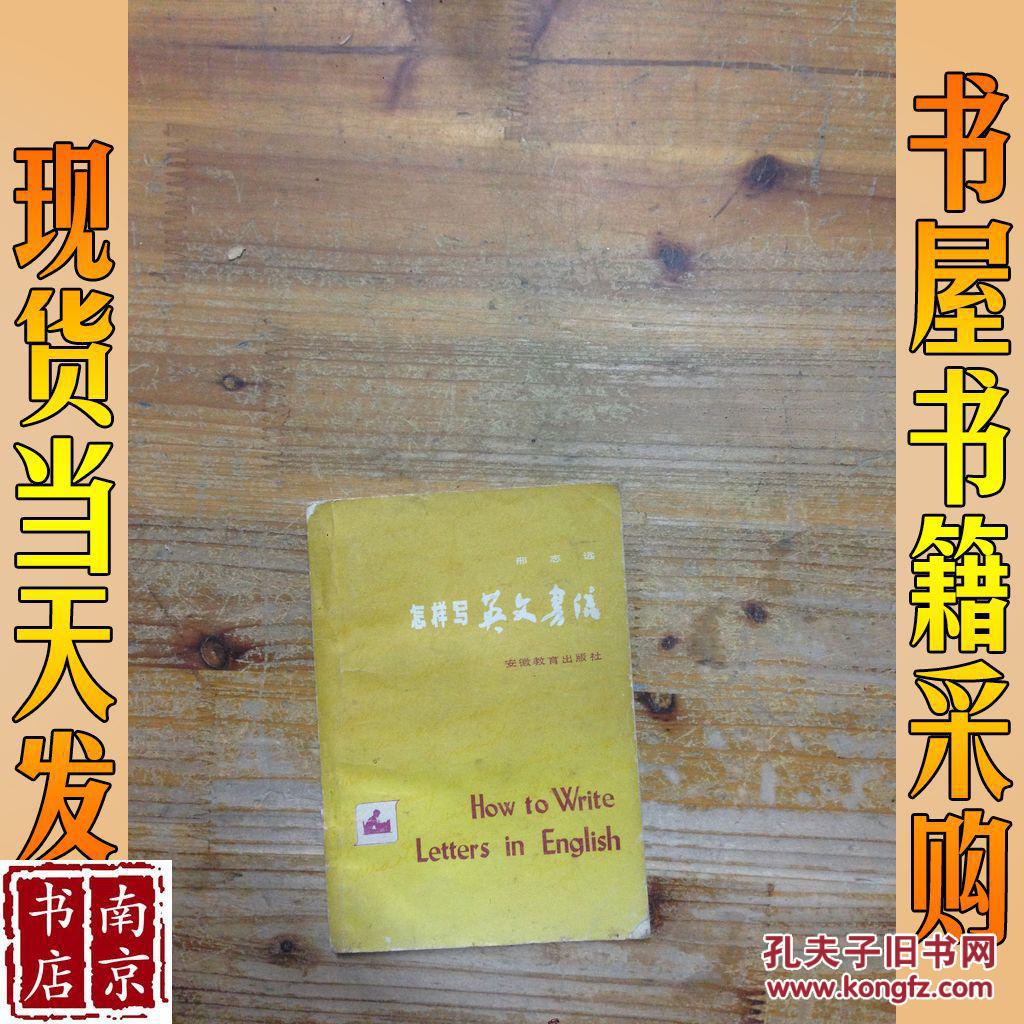 现货当天发
书屋书籍采购
邢志远
怎样写英文书信
安徽教育出版社
How to Write
Letters in English
南京
书店
孔夫子旧书网
www.kongfz.com